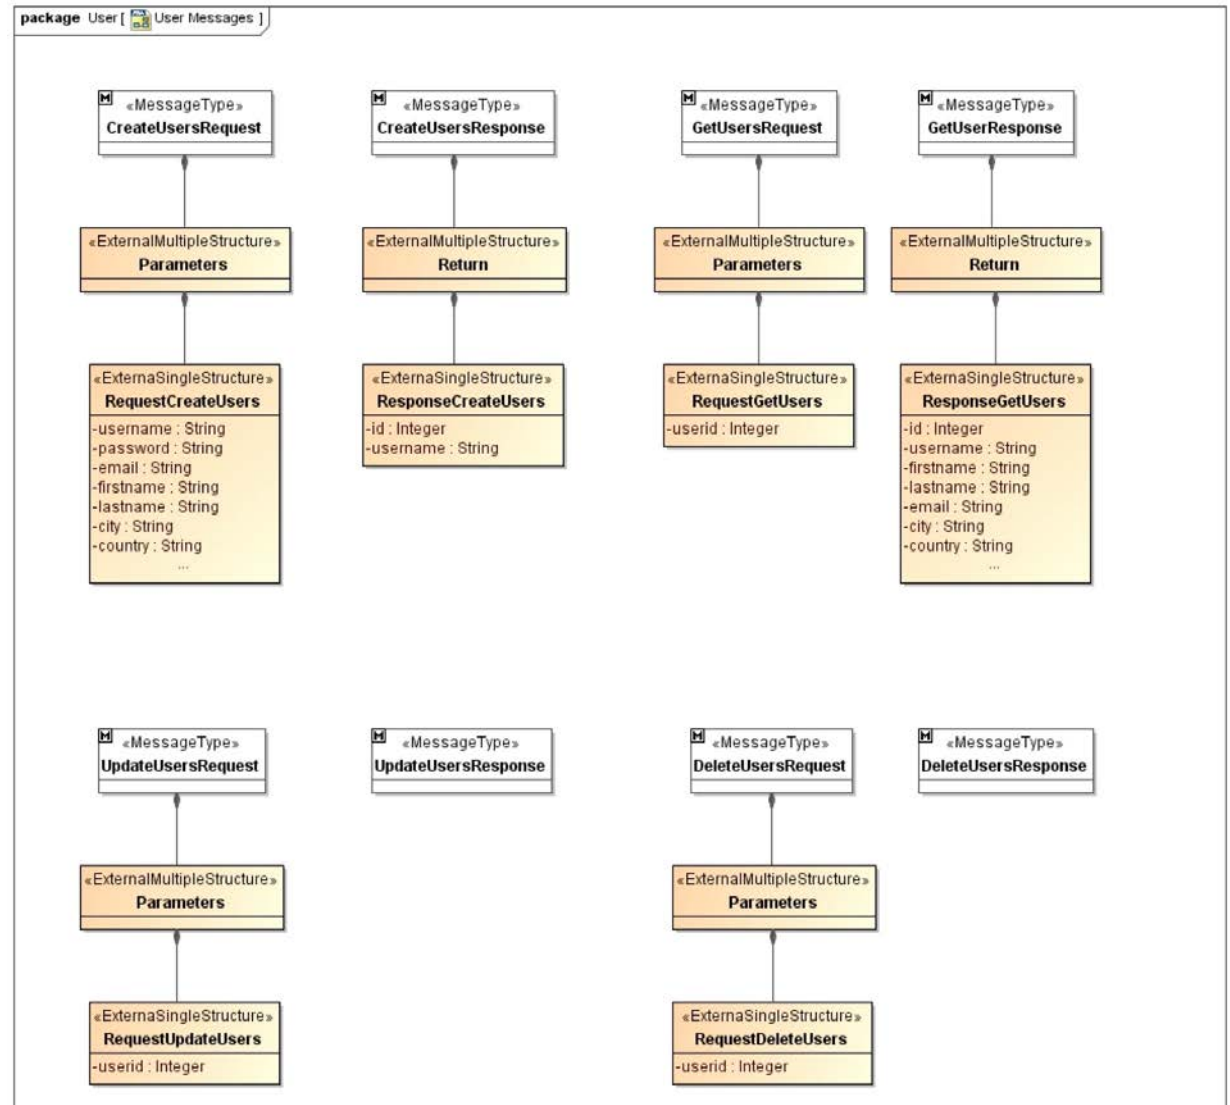 package User [ User Messages ]
M «MessageType»
CreateUsersRequest
«ExternalMultipleStructure»
Parameters
«ExternaSingleStructure»
RequestCreateUsers
-username : String
-password : String
-email : String
-firstname : String
-lastname : String
-city : String
-country : String
...
M «MessageType»
CreateUsersResponse
«ExternalMultipleStructure»
Return
«ExternaSingleStructure»
ResponseCreateUsers
-id : Integer
-username : String
M «MessageType»
GetUsersRequest
«ExternalMultipleStructure»
Parameters
«ExternaSingleStructure»
RequestGetUsers
-userid : Integer
M «MessageType»
GetUserResponse
«ExternalMultipleStructure»
Return
«ExternaSingleStructure»
ResponseGetUsers
-id : Integer
-username : String
-firstname : String
-lastname : String
-email : String
-city : String
-country : String
...
M «MessageType»
UpdateUsersRequest
«ExternalMultipleStructure»
Parameters
«ExternaSingleStructure»
RequestUpdateUsers
-userid : Integer
M «MessageType»
UpdateUsersResponse
M «MessageType»
DeleteUsersRequest
«ExternalMultipleStructure»
Parameters
«ExternaSingleStructure»
RequestDeleteUsers
-userid : Integer
M «MessageType»
DeleteUsersResponse